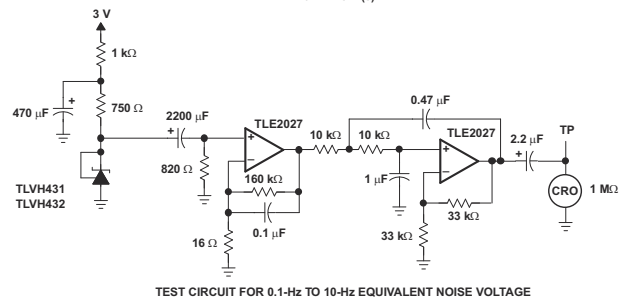 3 V
1 kΩ
470 μF
+
750 Ω
2200 μF
+
TLE2027
+
−
820 Ω
160 kΩ
0.1 μF
16 Ω
TLVH431
TLVH432
10 kΩ
10 kΩ
0.47 μF
1 μF
TLE2027
+
−
33 kΩ
33 kΩ
2.2 μF
+
TP
CRO
1 MΩ
TEST CIRCUIT FOR 0.1-Hz TO 10-Hz EQUIVALENT NOISE VOLTAGE